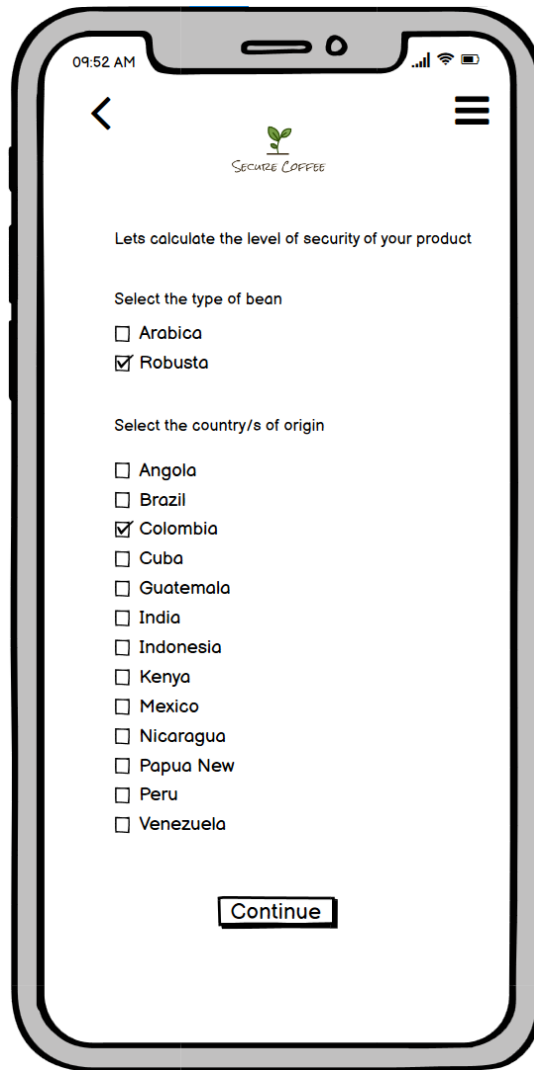 09:52 AM
SECURE COFFEE
Lets calculate the level of security of your product
Select the type of bean
Arabica
Robusta
Select the country/s of origin
Angola
Brazil
Colombia
Cuba
Guatemala
India
Indonesia
Kenya
Mexico
Nicaragua
Papua New
Peru
Venezuela
Continue